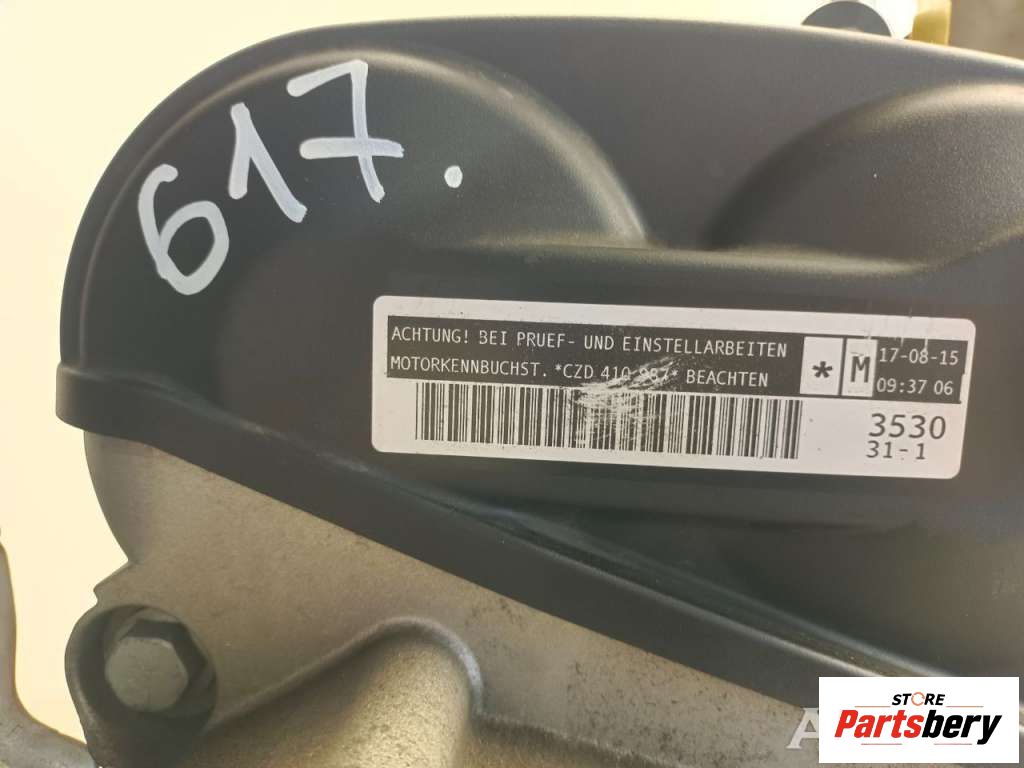 617.
ACHTUNG! BEI PRUEF- UND EINSTELLARBEITEN
MOTORKENNBUCHST. *CZD 410 987* BEACHTEN
* M
17-08-15
09:37 06
3530
31-1
STORE
Partsbery